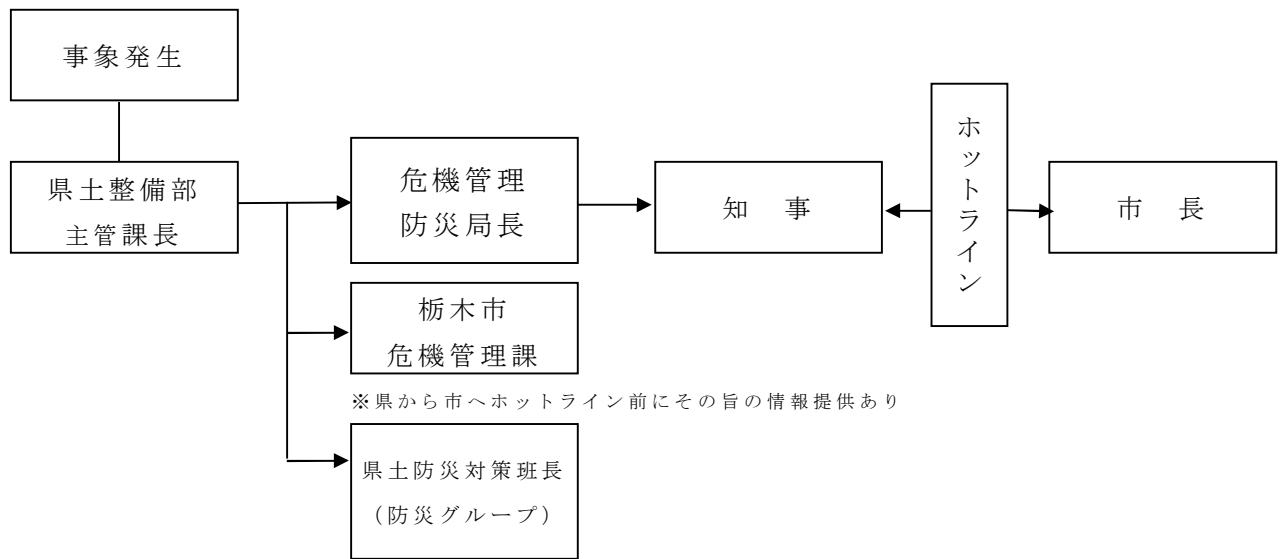 事象発生
県土整備部
主管課長
危機管理
防災局長
知　事
ホットライン
市　長
栃木市
危機管理課
※県から市へホットライン前にその旨の情報提供あり
県土防災対策班長
（防災グループ）